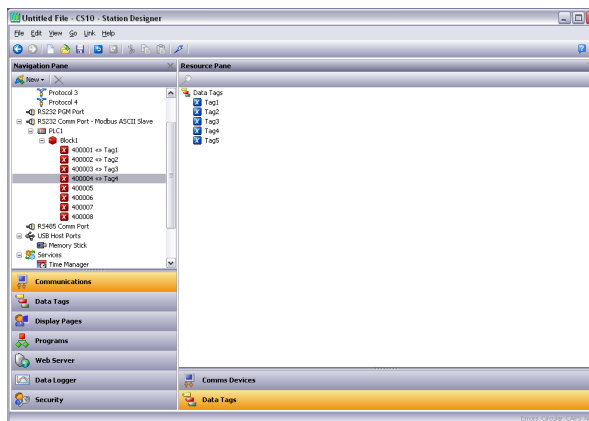 Untitled File - CS10 - Station Designer
File Edit View Go Link Help
Navigation Pane
New
Protocol 3
Protocol 4
RS232 PGM Port
RS232 Comm Port - Modbus ASCII Slave
PLC1
Block1
400001 <=> Tag1
400002 <=> Tag2
400003 <=> Tag3
400004 <=> Tag4
400005
400006
400007
400008
RS485 Comm Port
USB Host Ports
Memory Stick
Services
Time Manager
Communications
Data Tags
Display Pages
Programs
Web Server
Data Logger
Security
Resource Pane
Data Tags
Tag1
Tag2
Tag3
Tag4
Tag5
Comms Devices
Data Tags
Errors Circular CAPS